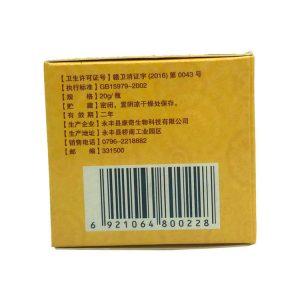 【卫生许可证号】赣卫消证字(2016)第0043号
【执行标准】GB15979-2002
【规 格】20g/瓶
【贮 藏】密闭,置阴凉干燥处保存。
【有 效 期】二年
【生产企业】永丰县康奇生物科技有限公司
【生产地址】永丰县桥南工业园区
【销售电话】0796-2218882
【邮 编】331500
6 921064 800228